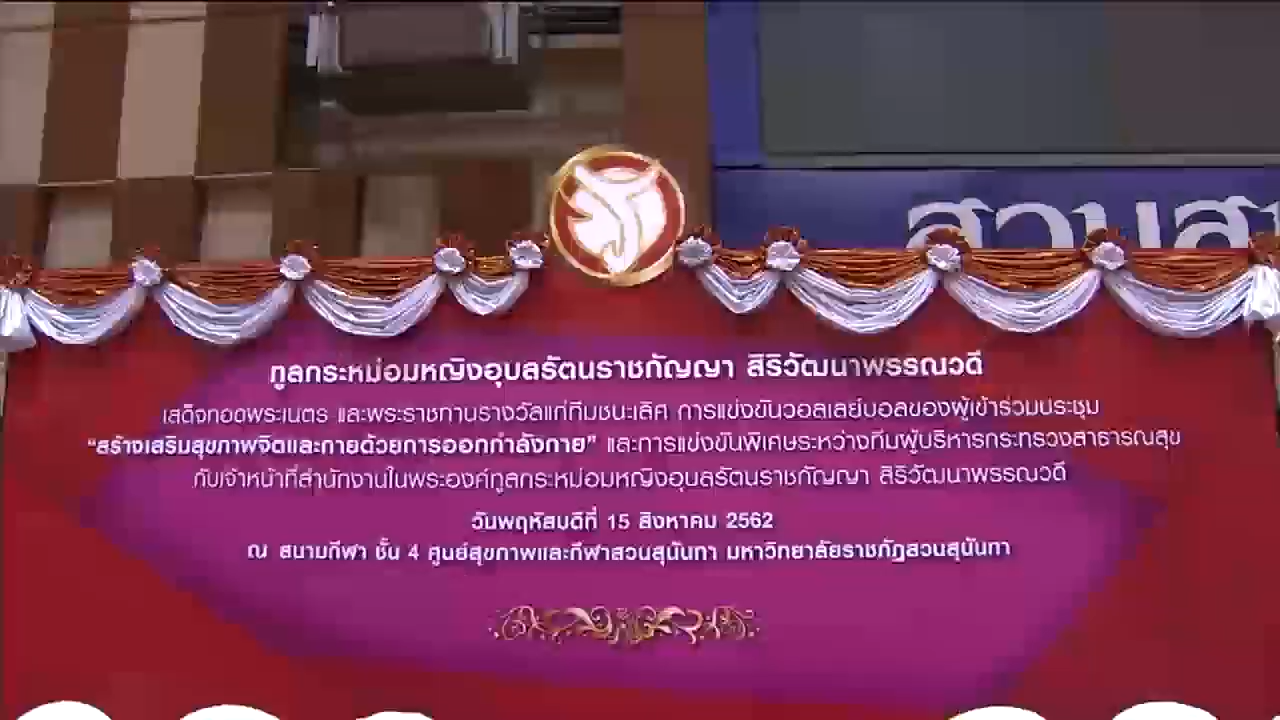 สวนสุ
ทูลกระหม่อมหญิงอุบลรัตนราชกัญญา สิริวัฒนาพรรณวดี
เสด็จทอดพระเนตร และพระราชทานรางวัลแก่ทีมชนะเลิศ การแข่งขันวอลเลย์บอลของผู้เข้าร่วมประชุม
“สร้างเสริมสุขภาพจิตและกายด้วยการออกกำลังกาย” และการแข่งขันพิเศษระหว่างทีมผู้บริหารกระทรวงสาธารณสุข
กับเจ้าหน้าที่สำนักงานในพระองค์ทูลกระหม่อมหญิงอุบลรัตนราชกัญญา สิริวัฒนาพรรณวดี
วันพฤหัสบดีที่ 15 สิงหาคม 2562
ณ สนามกีฬา ชั้น 4 ศูนย์สุขภาพและกีฬาสวนสุนันทา มหาวิทยาลัยราชภัฏสวนสุนันทา